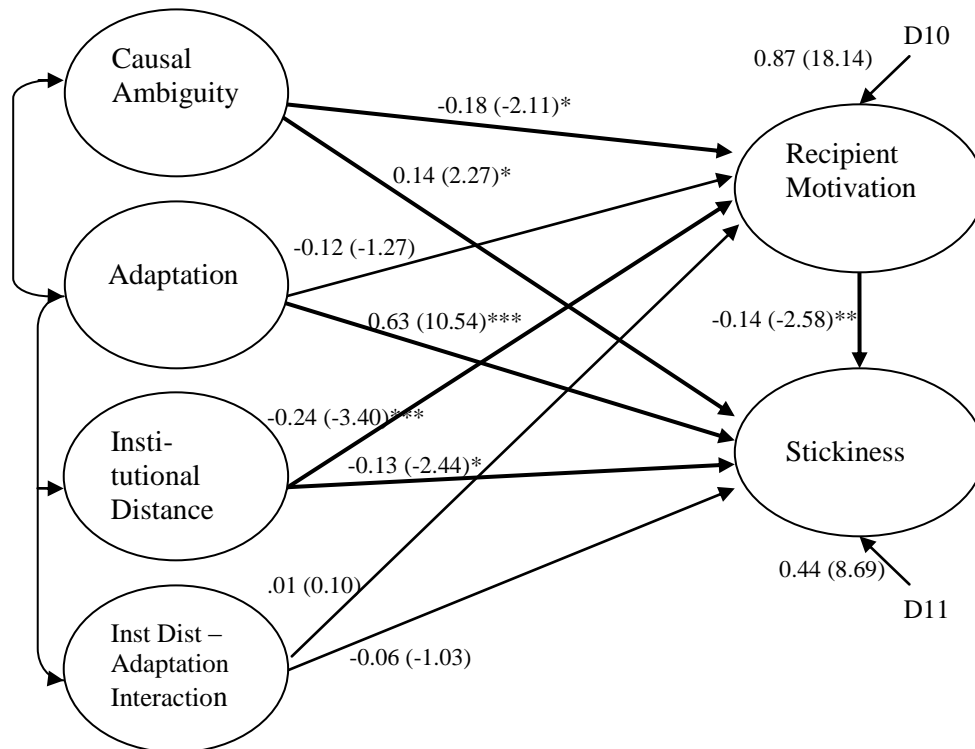 D10
0.87 (18.14)
Causal
Ambiguity
-0.18 (-2.11)*
Recipient
Motivation
0.14 (2.27)*
-0.12 (-1.27)
Adaptation
0.63 (10.54)***
-0.14 (-2.58)**
-0.24 (-3.40)***
Insti-
tutional
Distance
-0.13 (-2.44)*
Stickiness
.01 (0.10)
0.44 (8.69)
D11
Inst Dist –
Adaptation
Interaction
-0.06 (-1.03)